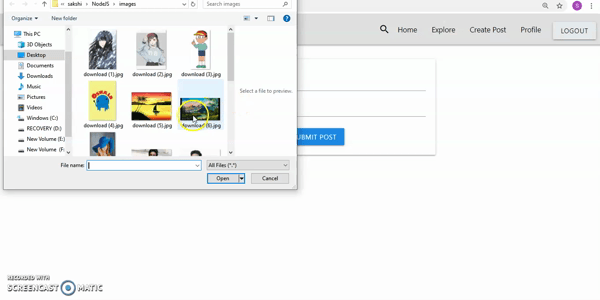 sakshi > NodeJS > images
Search images
Organize
New folder
This PC
3D Objects
Desktop
Documents
Downloads
Music
Pictures
Videos
Windows (C:)
RECOVERY (D:)
New Volume (E:)
New Volume (F:)
download (1).jpg
download (2).jpg
download (3).jpg
download (4).jpg
download (5).jpg
download (6).jpg
Select a file to preview.
File name:
All Files (*.*)
Open
Cancel
S
Home
Explore
Create Post
Profile
LOGOUT
SUBMIT POST
RECORDED WITH
SCREENCAST MATIC